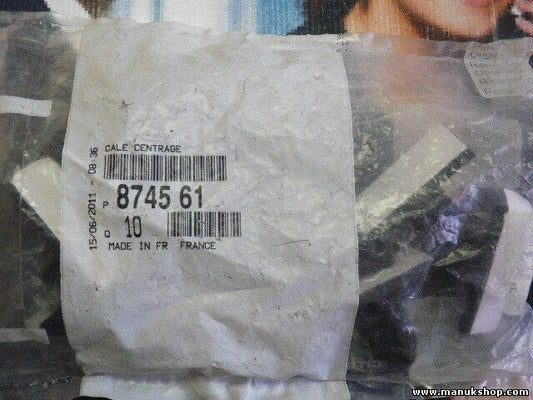 CALE CENTRAGE
P 8745 61
Q 10
MADE IN FR FRANCE
15/06/2011 - 08:36
www.manukshop.com